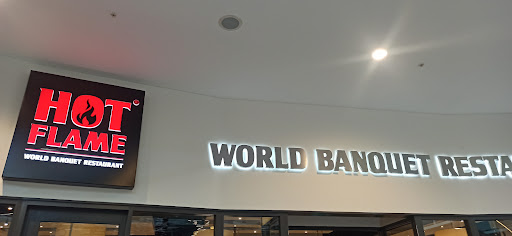 HOT
FLAME
WORLD BANQUET RESTAURANT
WORLD BANQUET RESTA